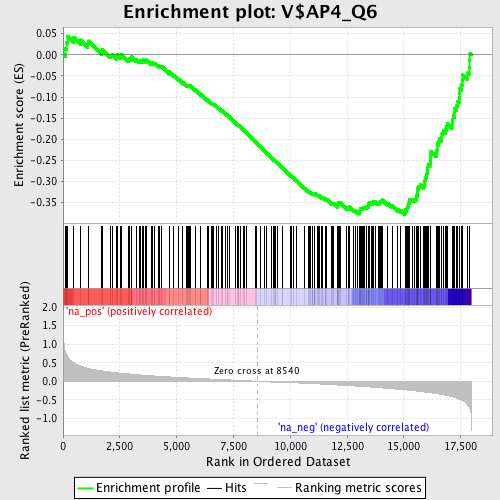 Enrichment plot: V$AP4_Q6
Enrichment score (ES)
0.05
0.00
-0.05
-0.10
-0.15
-0.20
-0.25
-0.30
-0.35
'na_pos' (positively correlated)
Ranked list metric (PreRanked)
2.0
1.5
1.0
0.5
0.0
-0.5
-1.0
Zero cross at 8540
'na_neg' (negatively correlated)
0
2,500
5,000
7,500
10,000
12,500
15,000
17,500
Rank in Ordered Dataset
Enrichment profile
Hits
Ranking metric scores